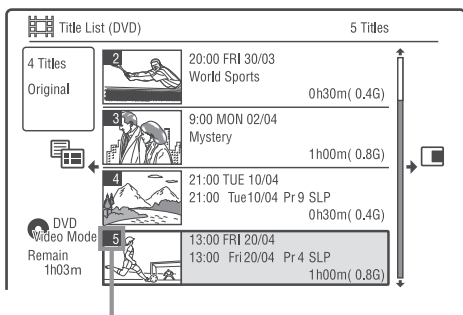 Title List (DVD)
5 Titles
4 Titles
Original
2
20:00 FRI 30/03
World Sports
0h30m( 0.4G)
3
9:00 MON 02/04
Mystery
1h00m( 0.8G)
4
21:00 TUE 10/04
21:00 Tue10/04 Pr 9 SLP
0h30m( 0.4G)
DVD
Video Mode
Remain
1h03m
5
13:00 FRI 20/04
13:00 Fri 20/04 Pr 4 SLP
1h00m( 0.8G)